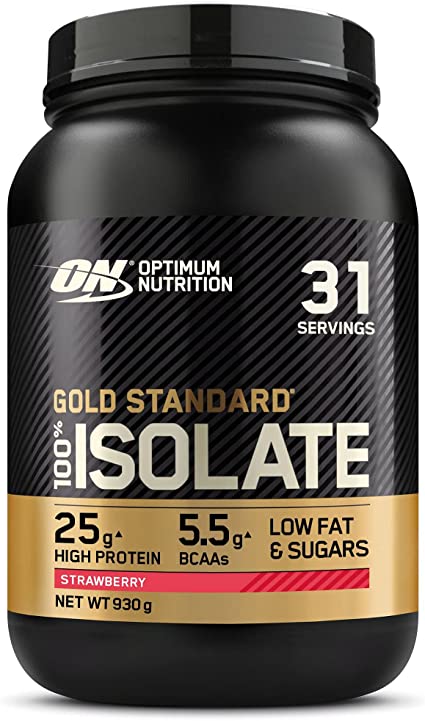 ON® OPTIMUM
NUTRITION
31
SERVINGS
GOLD STANDARD®
100% ISOLATE
25g▲
HIGH PROTEIN
5.5g▲
BCAAs
LOW FAT
& SUGARS
STRAWBERRY
NET WT 930 g